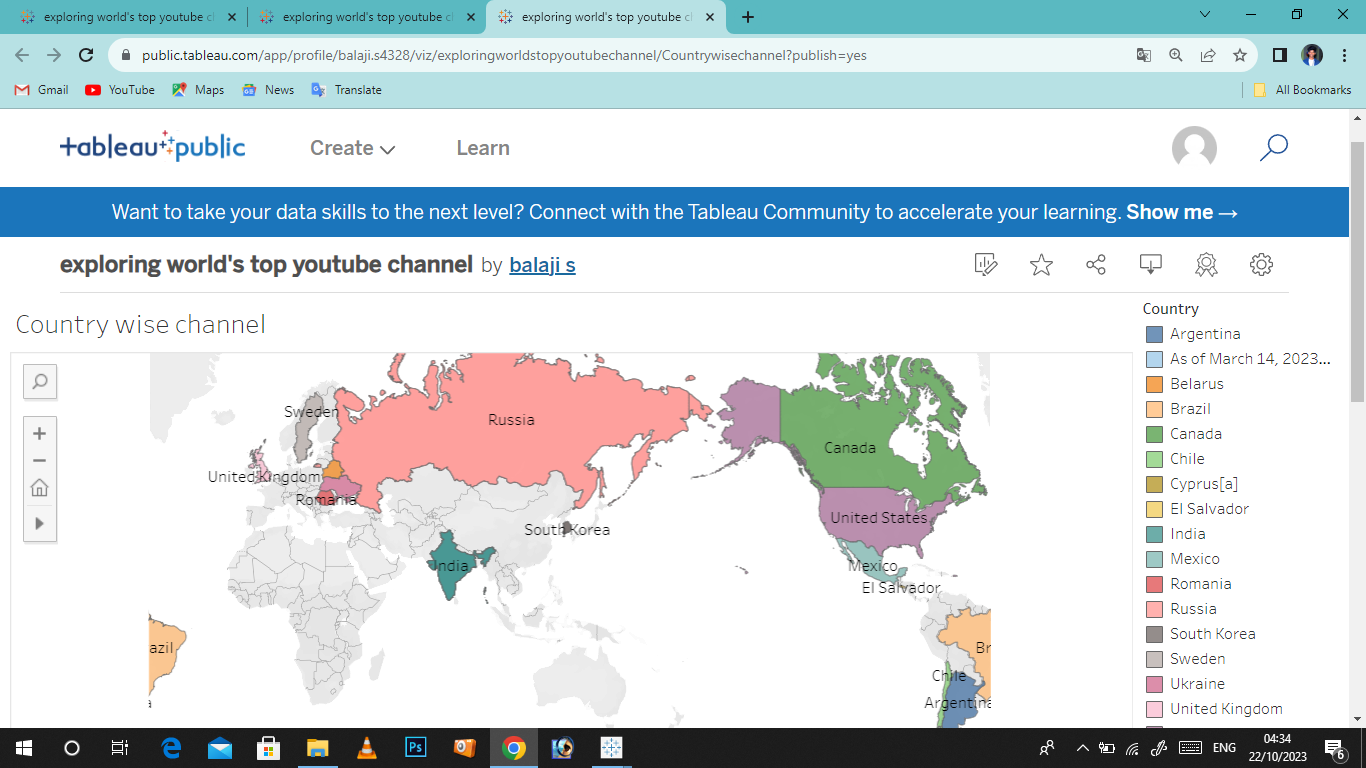 exploring world's top youtube ch
exploring world's top youtube cl
exploring world's top youtube cl
public.tableau.com/app/profile/balaji.s4328/viz/exploringworldstopyoutubechannel/Countrywisechannel?publish=yes
Gmail
YouTube
Maps
News
Translate
All Bookmarks
tableau public
Create
Learn
Want to take your data skills to the next level? Connect with the Tableau Community to accelerate your learning. Show me →
exploring world's top youtube channel by balaji s
Country wise channel
Country
Argentina
As of March 14, 2023...
Belarus
Brazil
Canada
Chile
Cyprus[a]
El Salvador
India
Mexico
Romania
Russia
South Korea
Sweden
Ukraine
United Kingdom
Sweden
Russia
Canada
United Kingdom
Romania
United States
South Korea
India
Mexico
El Salvador
azil
Br
Chile
a
Argentina
Ps
ENG
04:34
22/10/2023
6